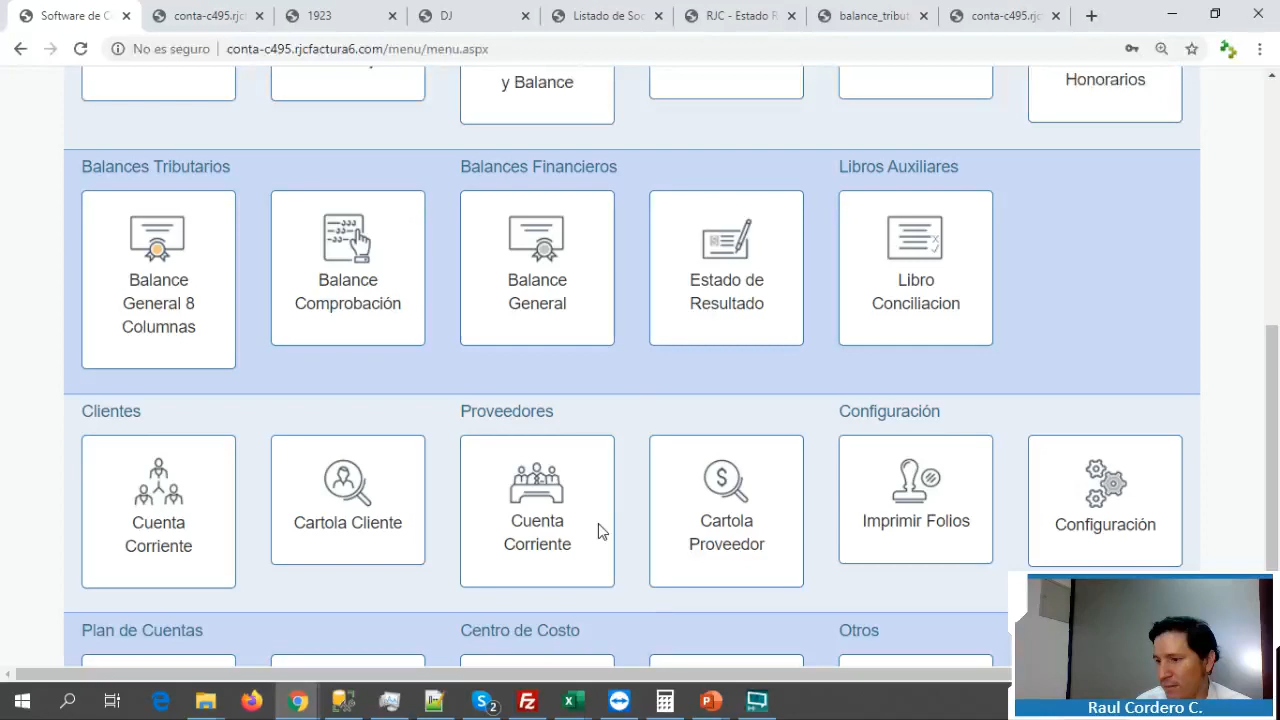 Software de C
conta-c495.rjc
1923
DJ
Listado de Soc
RJC - Estado R
balance_tribut
conta-c495.rjc
No es seguro
conta-c495.rjcfactura6.com/menu/menu.aspx
y Balance
Honorarios
Balances Tributarios
Balances Financieros
Libros Auxiliares
Balance
General 8
Columnas
Balance
Comprobación
Balance
General
Estado de
Resultado
Libro
Conciliacion
Clientes
Proveedores
Configuración
Cuenta
Corriente
Cartola Cliente
Cuenta
Corriente
Cartola
Proveedor
Imprimir Folios
Configuración
Plan de Cuentas
Centro de Costo
Otros
2
Raul Cordero C.